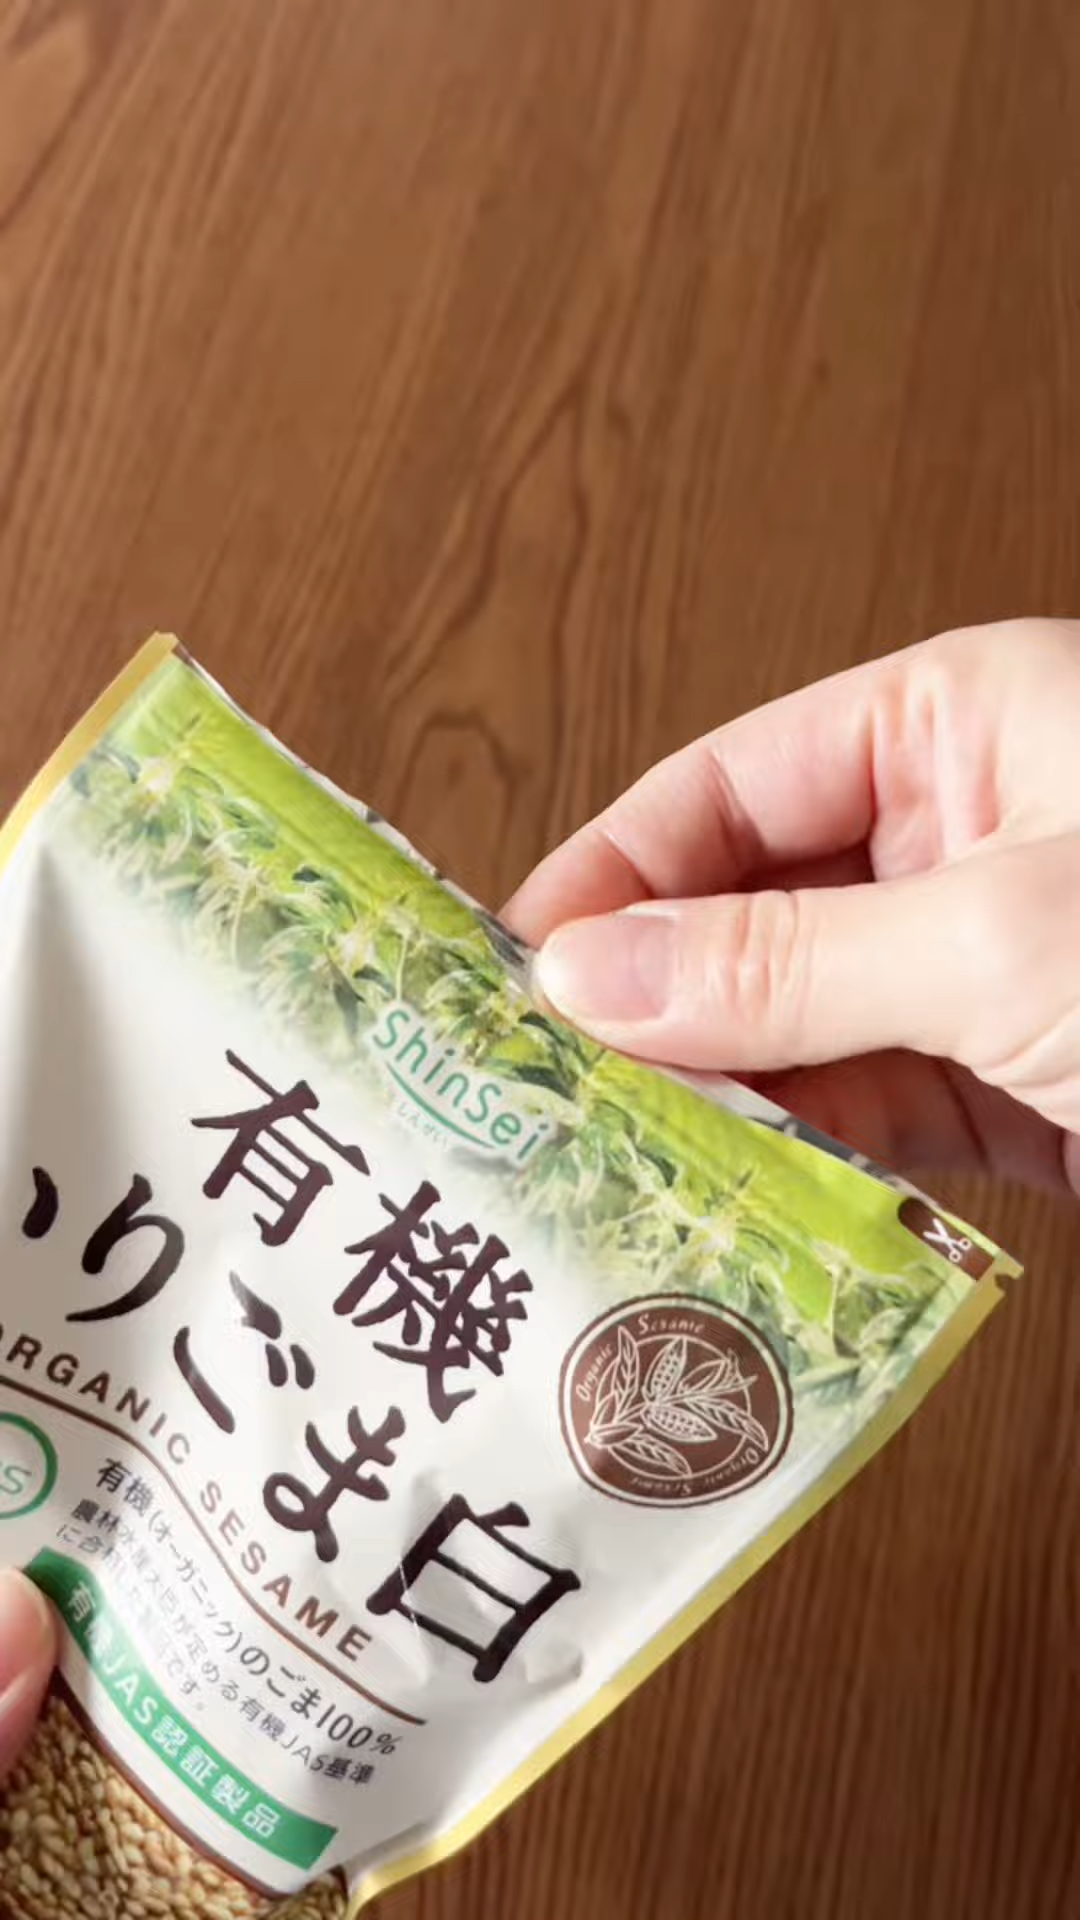 ShinSei
しんせい
有機
いりごま 白
ORGANIC SESAME
Organic Sesame
Organic Sesame
有機(オーガニック)のごま100%
農林水産大臣が定める有機JAS基準
に合格した製品です。
有機JAS認証製品